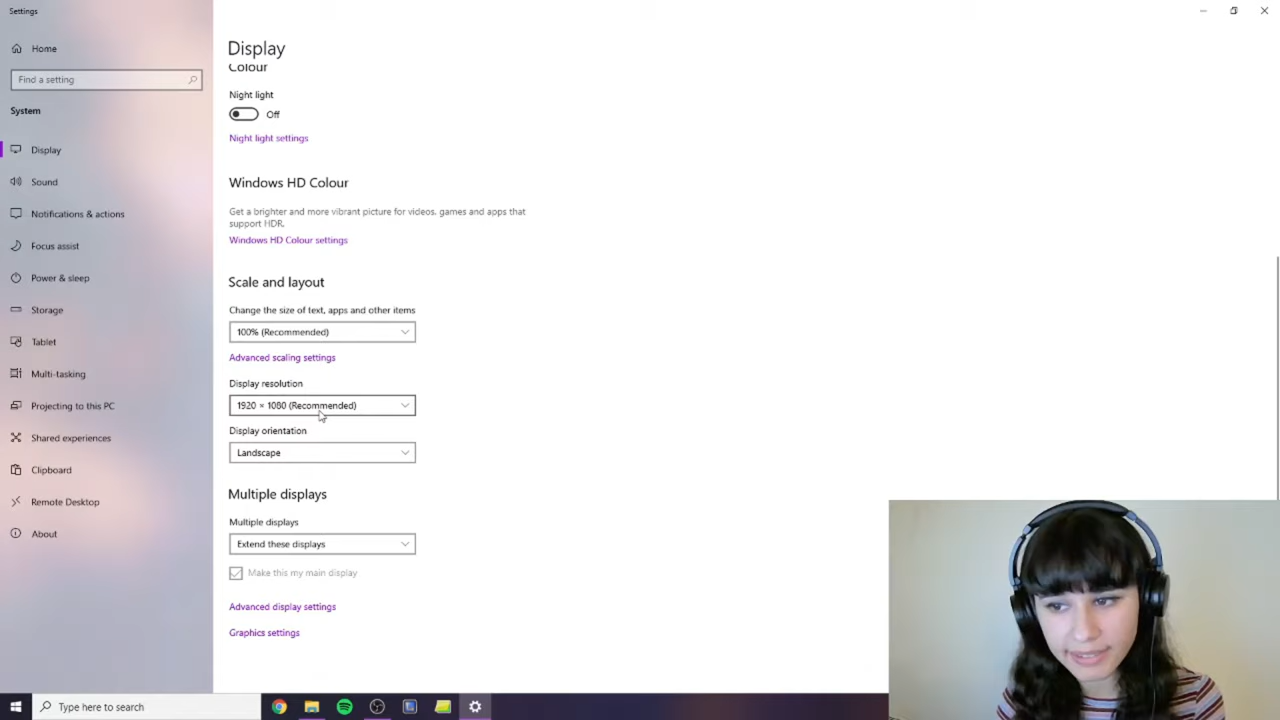 Settings
Home
Find a setting
System
Display
Sound
Notifications & actions
Focus assist
Power & sleep
Storage
Tablet
Multi-tasking
Projecting to this PC
Shared experiences
Clipboard
Remote Desktop
About
Display
Colour
Night light
Off
Night light settings
Windows HD Colour
Get a brighter and more vibrant picture for videos, games and apps that
support HDR.
Windows HD Colour settings
Scale and layout
Change the size of text, apps and other items
100% (Recommended)
Advanced scaling settings
Display resolution
1920 × 1080 (Recommended)
Display orientation
Landscape
Multiple displays
Multiple displays
Extend these displays
Make this my main display
Advanced display settings
Graphics settings
Type here to search